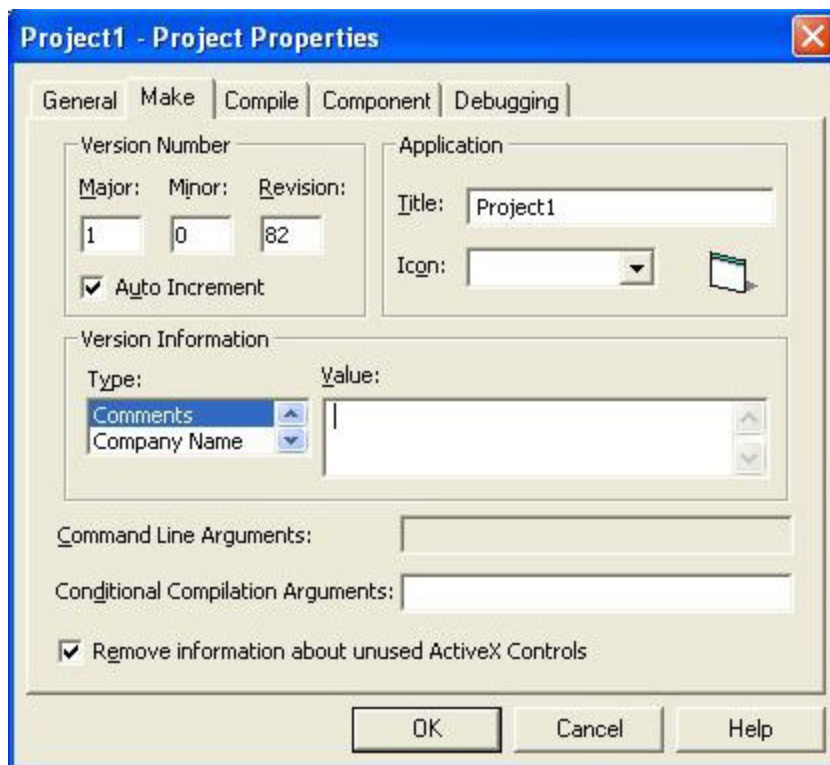 Project1 - Project Properties
General Make Compile Component Debugging
Version Number
Major: Minor: Revision:
1 0 82
Auto Increment
Application
Title: Project1
Icon:
Version Information
Type: Value:
Comments
Company Name
Command Line Arguments:
Conditional Compilation Arguments:
Remove information about unused ActiveX Controls
OK Cancel Help